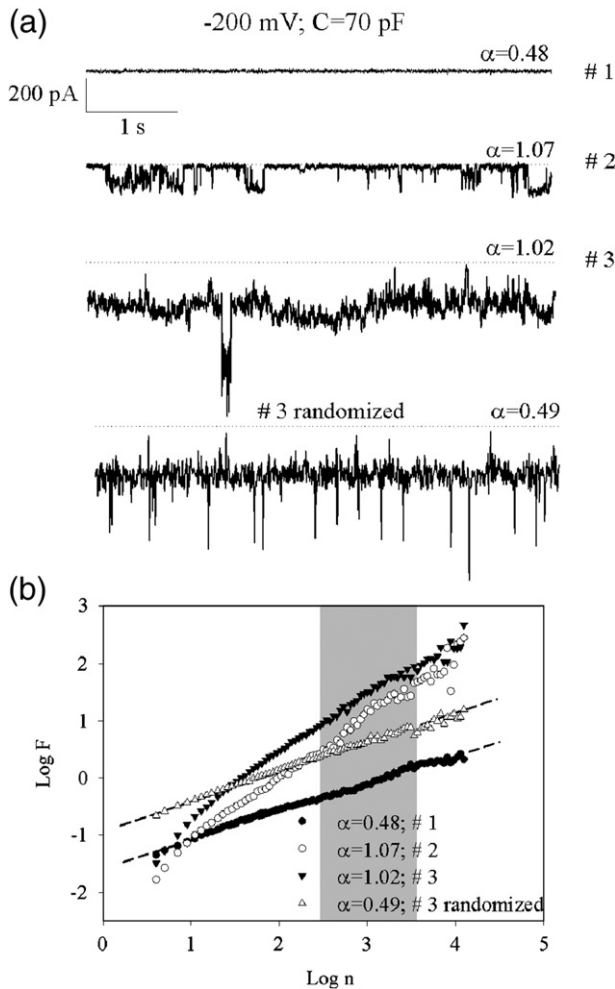 (a)
-200 mV; C=70 pF
α=0.48
# 1
200 pA
1 s
α=1.07
# 2
α=1.02
# 3
# 3 randomized
α=0.49
(b)
3
2
1
0
-1
-2
Log F
α=0.48; # 1
α=1.07; # 2
α=1.02; # 3
α=0.49; # 3 randomized
0
1
2
3
4
5
Log n